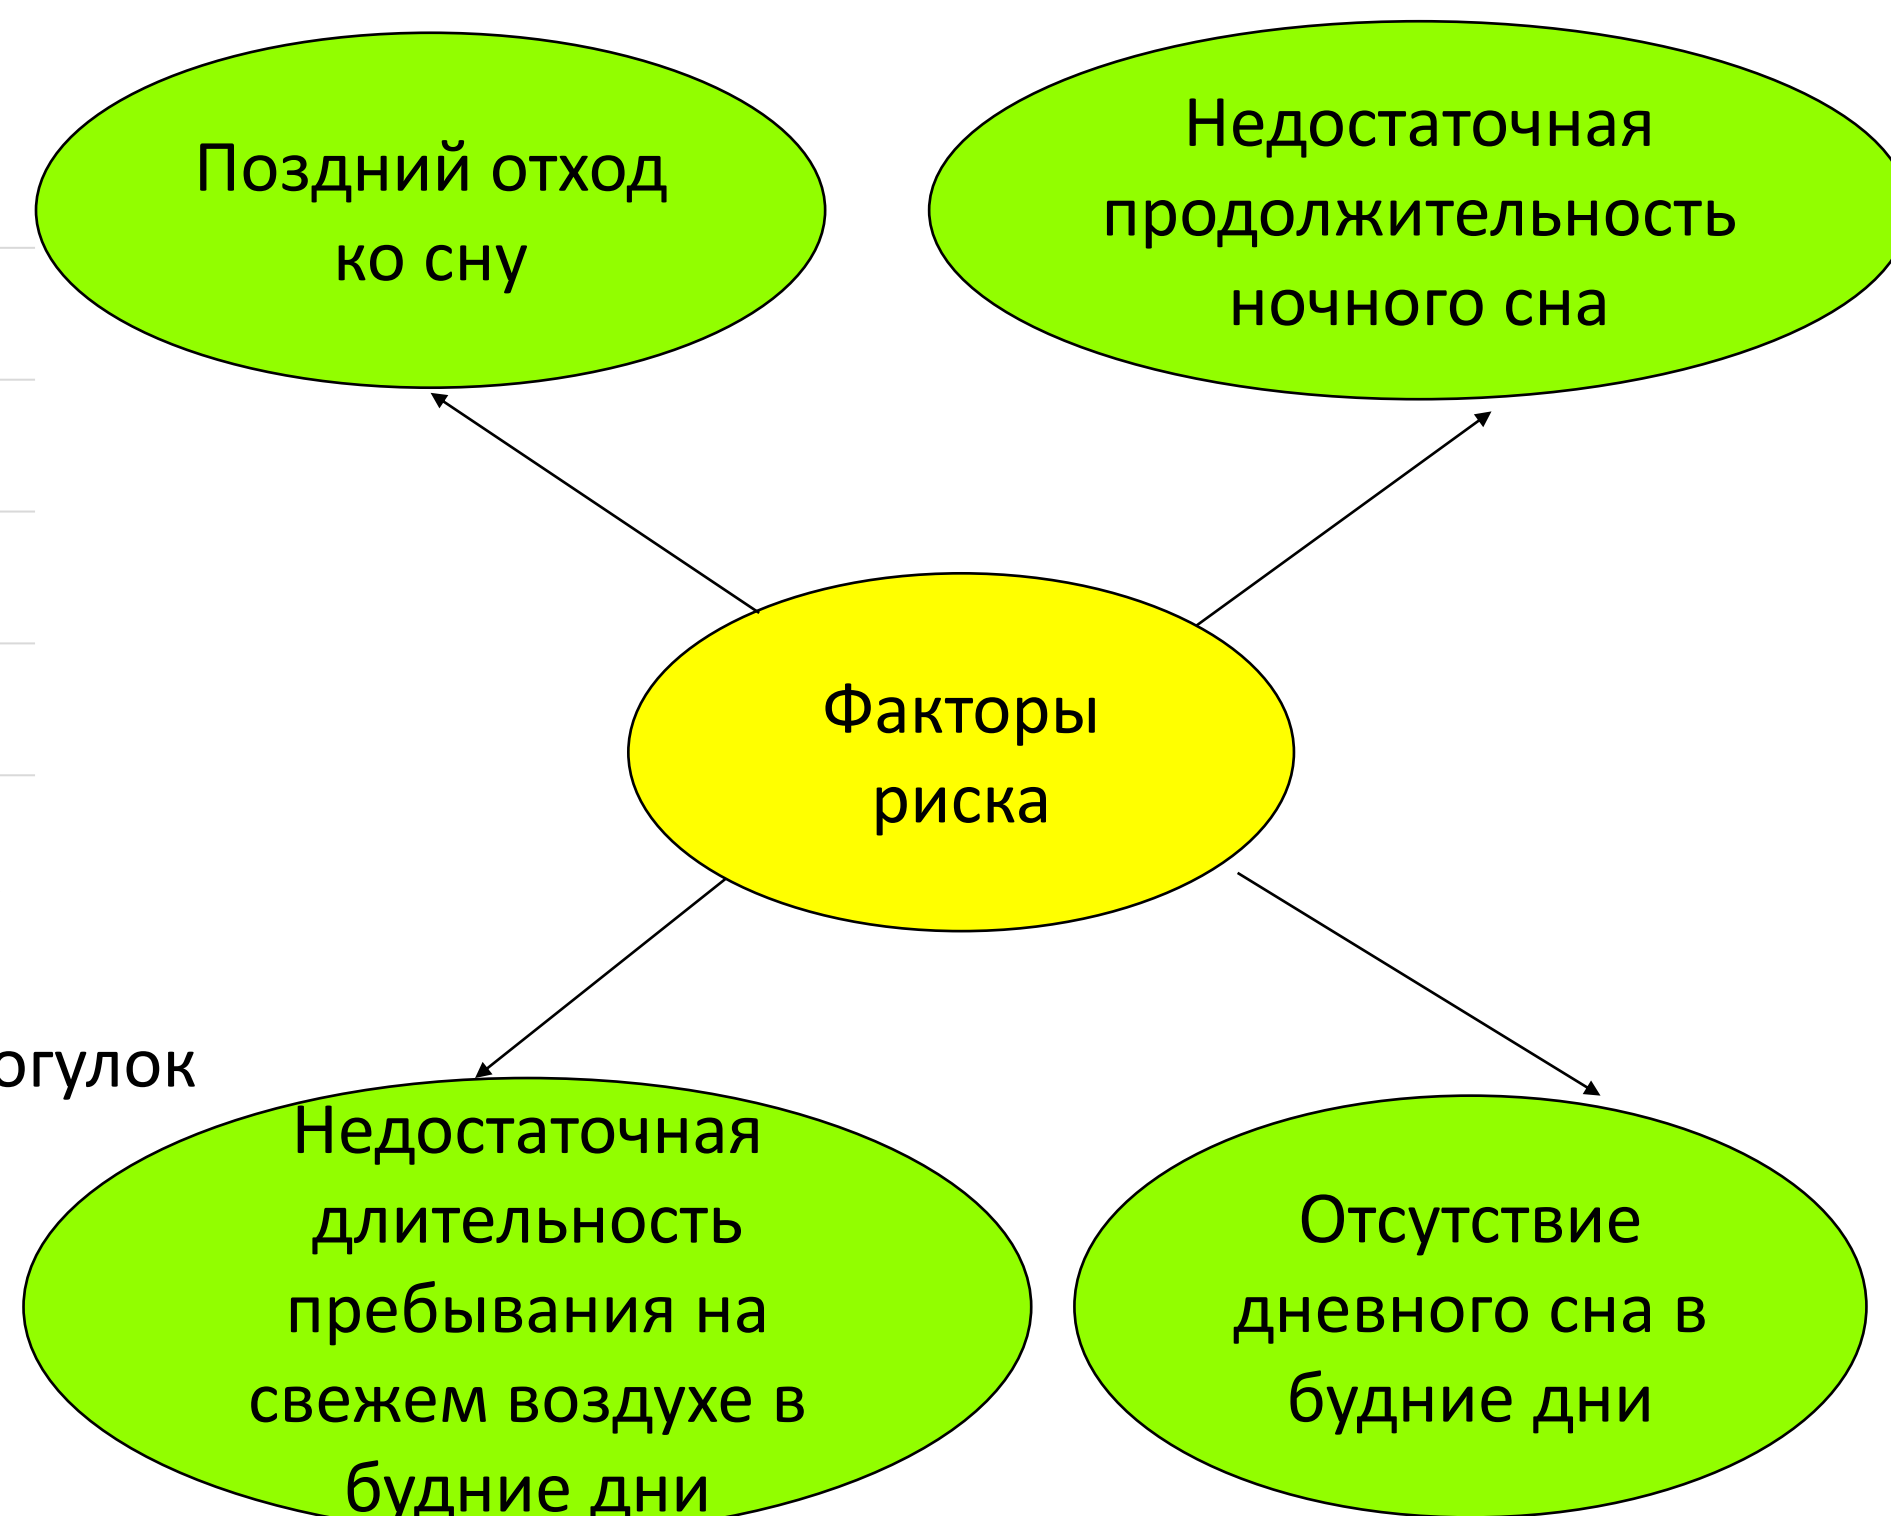 Поздний отход
ко сну
Недостаточная
продолжительность
ночного сна
Факторы
риска
огулок
Недостаточная
длительность
пребывания на
свежем воздухе в
будние дни
Отсутствие
дневного сна в
будние дни